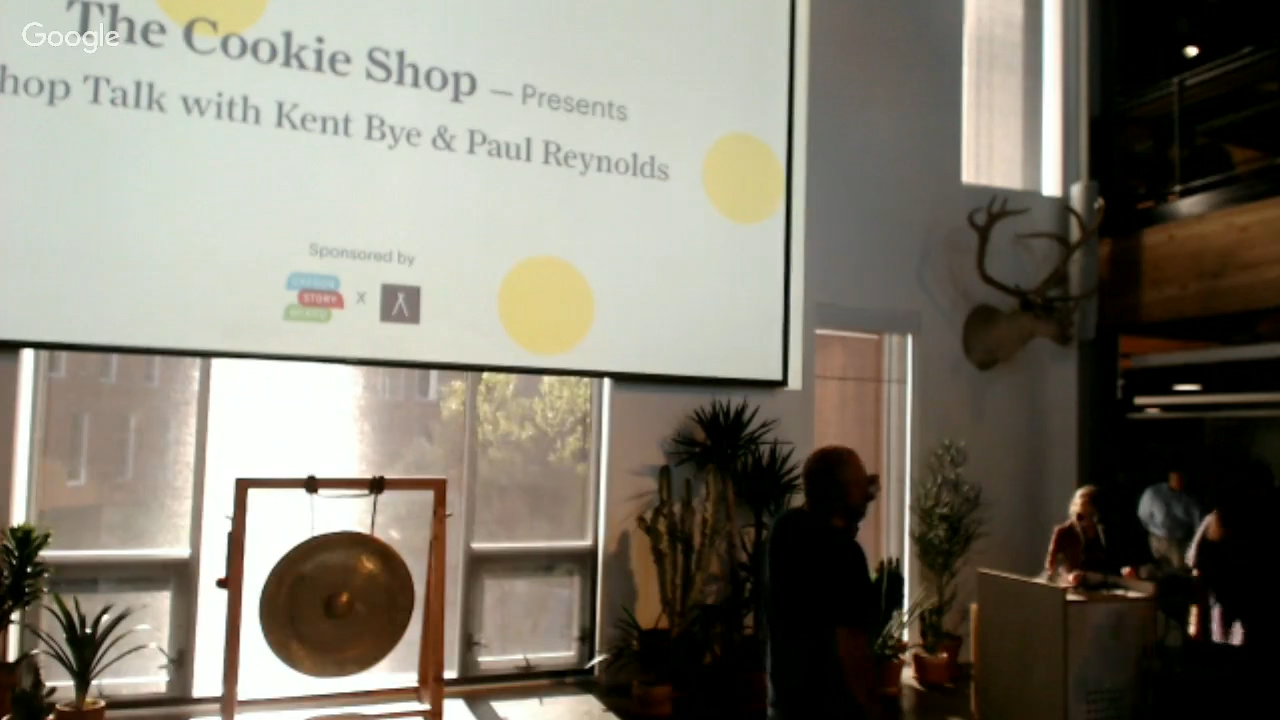 Google
The Cookie Shop — Presents
hop Talk with Kent Bye & Paul Reynolds
Sponsored by
STORY X